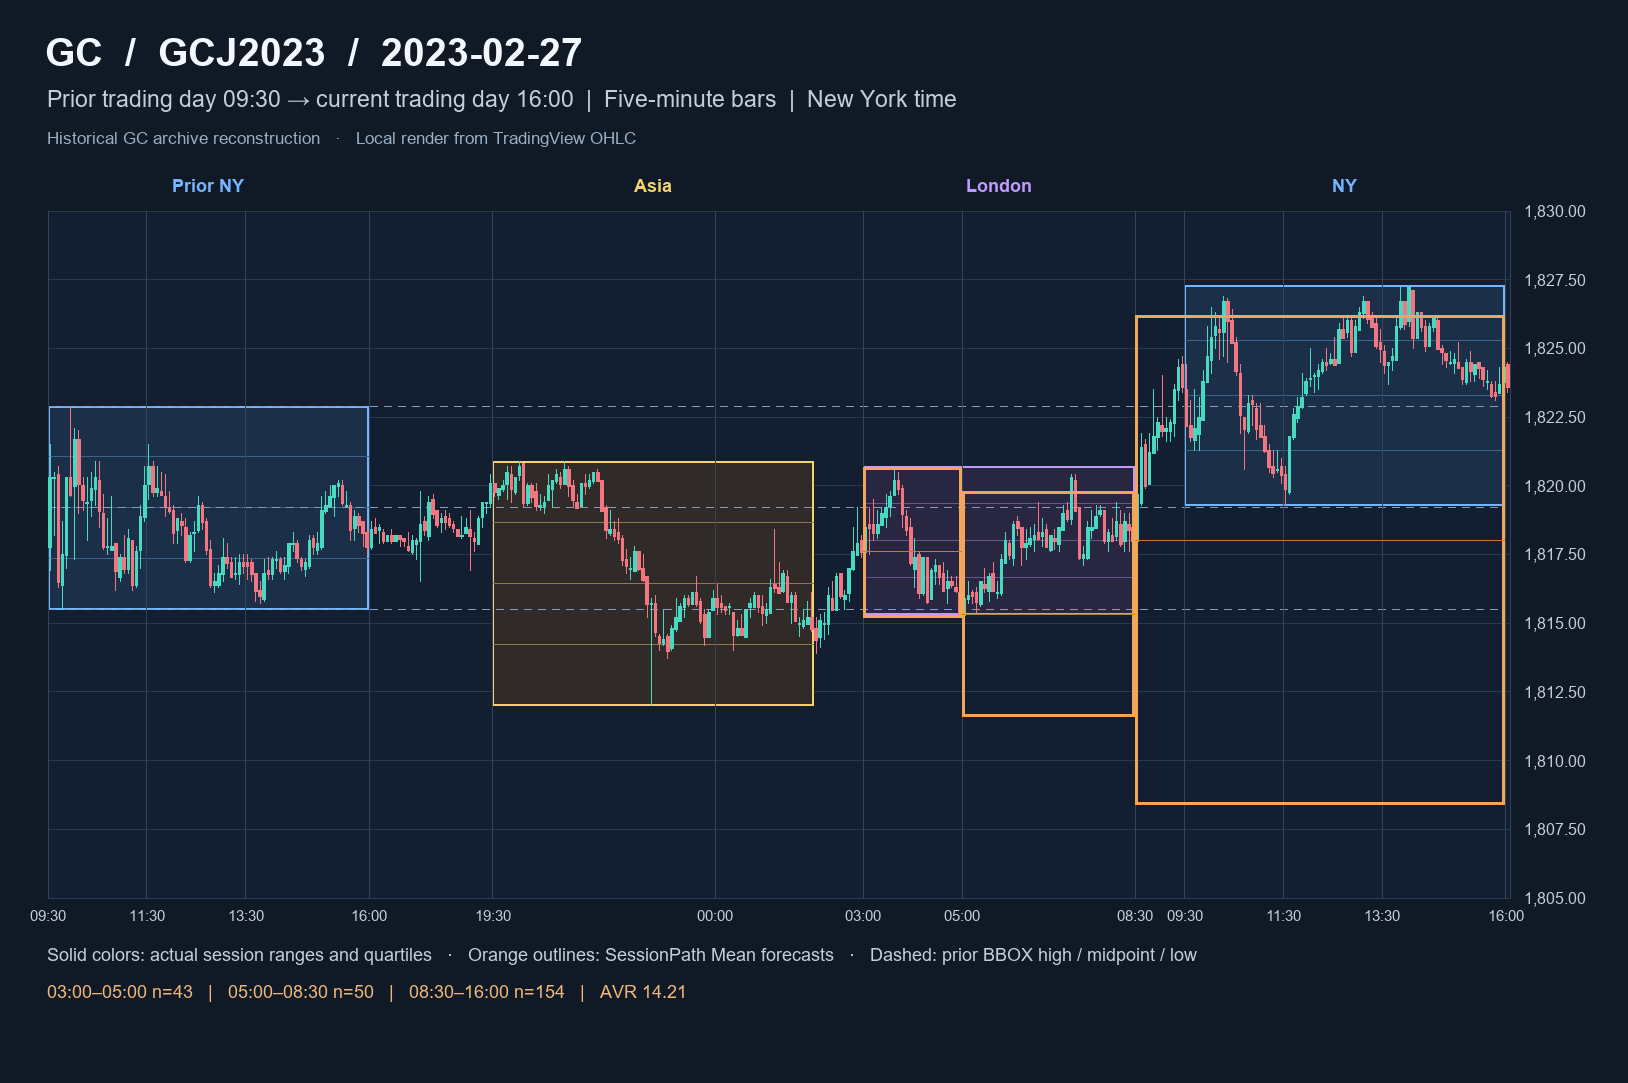 GC / GCJ2023 / 2023-02-27
Prior trading day 09:30 → current trading day 16:00 | Five-minute bars | New York time
Historical GC archive reconstruction · Local render from TradingView OHLC
Prior NY Asia London NY
1,830.00
1,827.50
1,825.00
1,822.50
1,820.00
1,817.50
1,815.00
1,812.50
1,810.00
1,807.50
1,805.00
09:30 11:30 13:30 16:00 19:30 00:00 03:00 05:00 08:30 09:30 11:30 13:30 16:00
Solid colors: actual session ranges and quartiles · Orange outlines: SessionPath Mean forecasts · Dashed: prior BBOX high / midpoint / low
03:00–05:00 n=43 | 05:00–08:30 n=50 | 08:30–16:00 n=154 | AVR 14.21